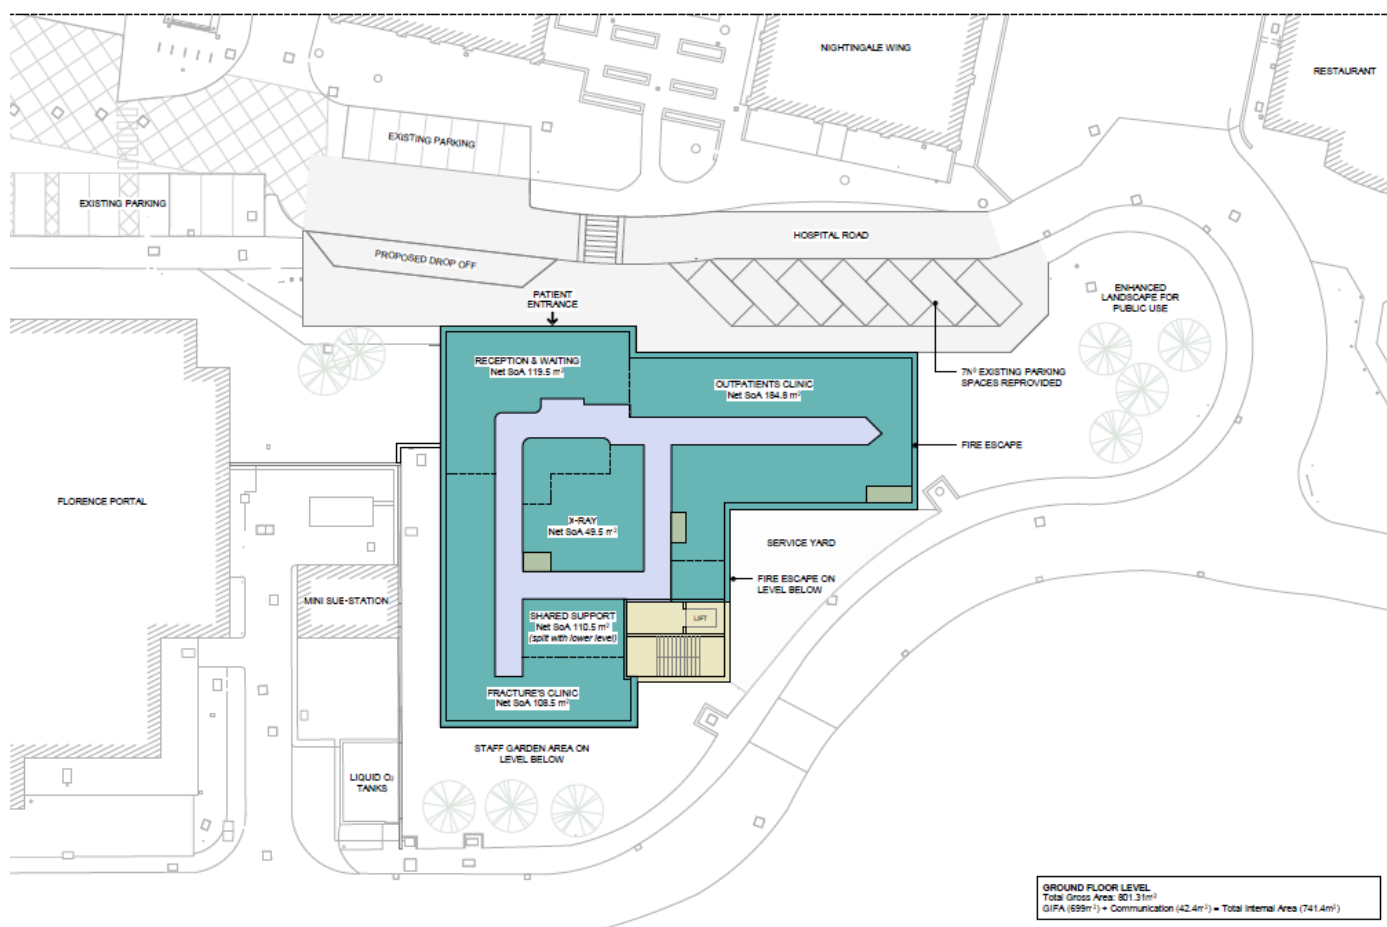 NIGHTINGALE WING
RESTAURANT
EXISTING PARKING
EXISTING PARKING
HOSPITAL ROAD
PROPOSED DROP OFF
PATIENT
ENTRANCE
ENHANCED
LANDSCAPE FOR
PUBLIC USE
RECEPTION & WAITING
Net SoA 119.5 m²
OUTPATIENTS CLINIC
Net SoA 184.8 m²
7Nº EXISTING PARKING
SPACES REPROVIDED
FIRE ESCAPE
FLORENCE PORTAL
X-RAY
Net SoA 49.5 m²
SERVICE YARD
FIRE ESCAPE ON
LEVEL BELOW
MINI SUE-STATION
SHARED SUPPORT
Net SoA 110.5 m²
(split with lower level)
LIFT
FRACTURE'S CLINIC
Net SoA 108.5 m²
STAFF GARDEN AREA ON
LEVEL BELOW
LIQUID O₂
TANKS
GROUND FLOOR LEVEL
Total Gross Area: 801.31m²
GIFA (699m²) + Communication (42.4m²) = Total Internal Area (741.4m²)